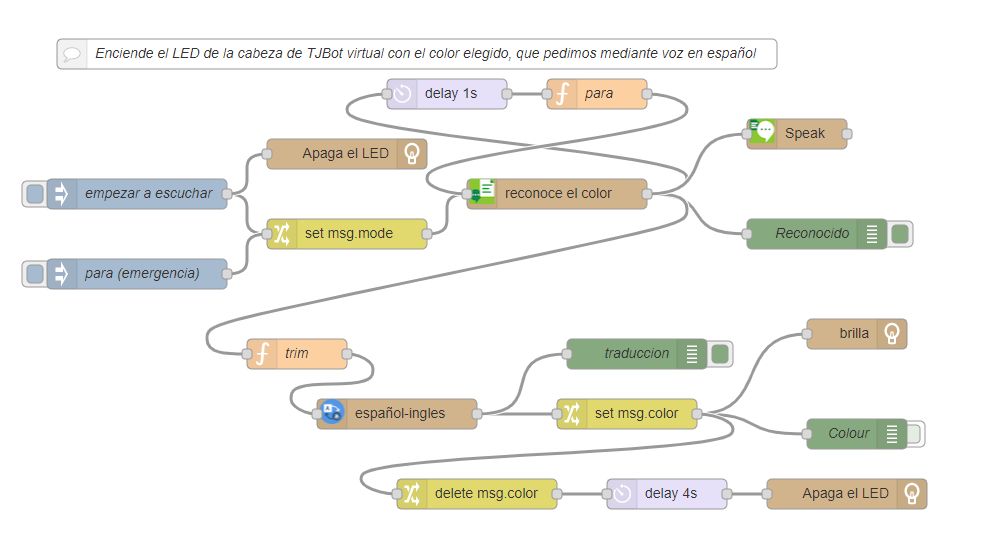 Enciende el LED de la cabeza de TJBot virtual con el color elegido, que pedimos mediante voz en español
delay 1s
para
Speak
Apaga el LED
empezar a escuchar
reconoce el color
set msg.mode
Reconocido
para (emergencia)
trim
traduccion
brilla
español-ingles
set msg.color
Colour
delete msg.color
delay 4s
Apaga el LED